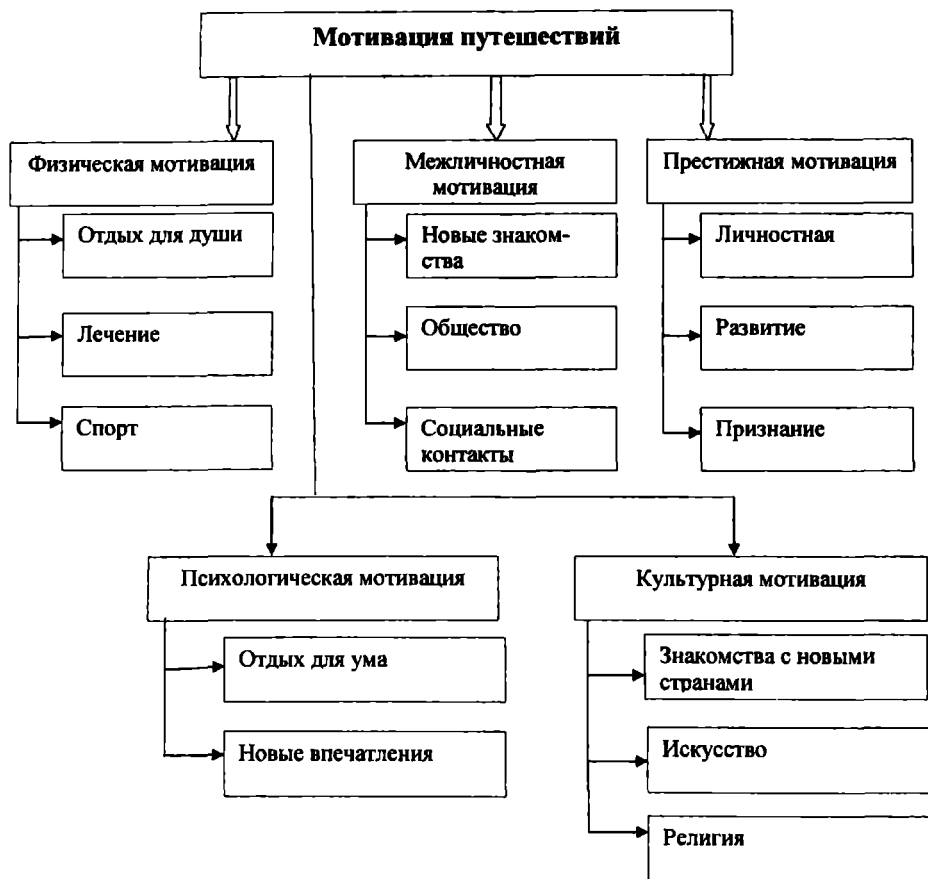 Мотивация путешествий
Физическая мотивация
Отдых для души
Лечение
Спорт
Межличностная
мотивация
Новые знаком-
ства
Общество
Социальные
контакты
Престижная мотивация
Личностная
Развитие
Признание
Психологическая мотивация
Отдых для ума
Новые впечатления
Культурная мотивация
Знакомства с новыми
странами
Искусство
Религия